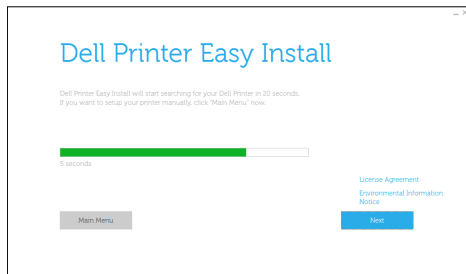 Dell Printer Easy Install
Dell Printer Easy Install will start searching for your Dell Printer in 20 seconds.
If you want to setup your printer manually, click "Main Menu" now.
5 seconds
License Agreement
Environmental Information
Notice
Main Menu
Next